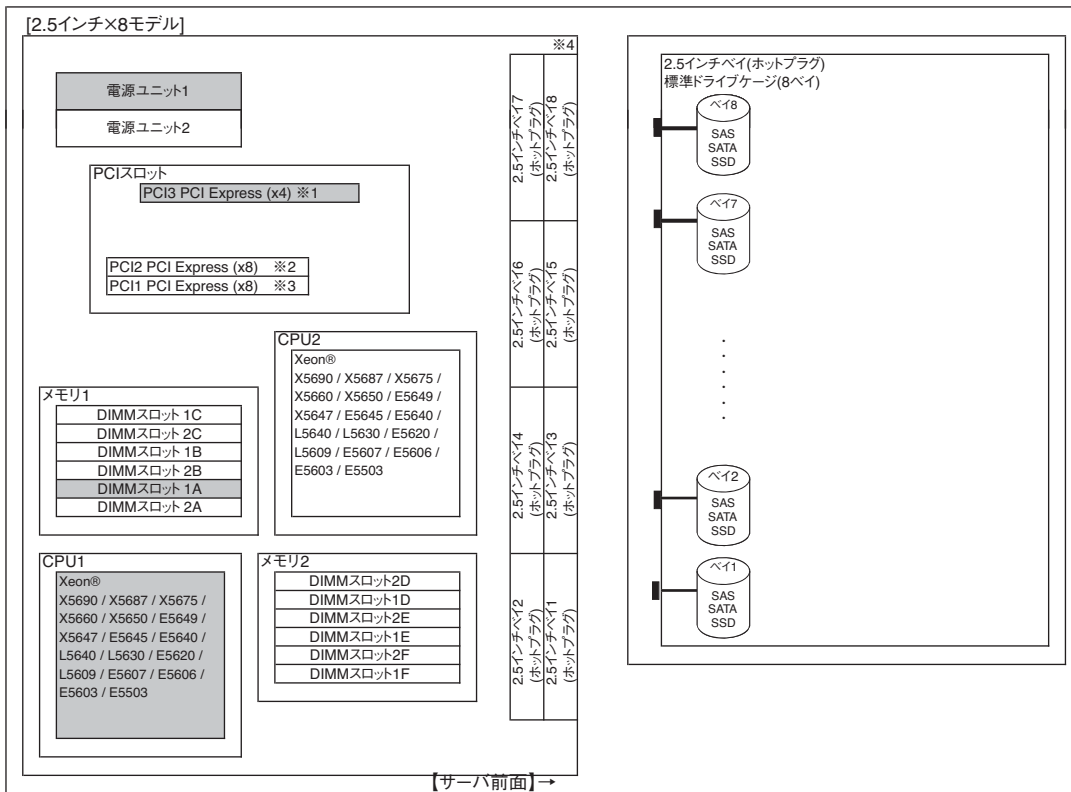 [2.5インチ×8モデル]
※4
電源ユニット1
電源ユニット2
PCIスロット
PCI3 PCI Express (x4) ※1
PCI2 PCI Express (x8) ※2
PCI1 PCI Express (x8) ※3
CPU2
Xeon®
X5690 / X5687 / X5675 /
X5660 / X5650 / E5649 /
X5647 / E5645 / E5640 /
L5640 / L5630 / E5620 /
L5609 / E5607 / E5606 /
E5603 / E5503
メモリ1
DIMMスロット 1C
DIMMスロット 2C
DIMMスロット 1B
DIMMスロット 2B
DIMMスロット 1A
DIMMスロット 2A
CPU1
Xeon®
X5690 / X5687 / X5675 /
X5660 / X5650 / E5649 /
X5647 / E5645 / E5640 /
L5640 / L5630 / E5620 /
L5609 / E5607 / E5606 /
E5603 / E5503
メモリ2
DIMMスロット2D
DIMMスロット1D
DIMMスロット2E
DIMMスロット1E
DIMMスロット2F
DIMMスロット1F
2.5インチベイ7
(ホットプラグ)
2.5インチベイ8
(ホットプラグ)
2.5インチベイ6
(ホットプラグ)
2.5インチベイ5
(ホットプラグ)
2.5インチベイ4
(ホットプラグ)
2.5インチベイ3
(ホットプラグ)
2.5インチベイ2
(ホットプラグ)
2.5インチベイ1
(ホットプラグ)
【サーバ前面】→
2.5インチベイ(ホットプラグ)
標準ドライブケージ(8ベイ)
ベイ8
SAS
SATA
SSD
ベイ7
SAS
SATA
SSD
ベイ2
SAS
SATA
SSD
ベイ1
SAS
SATA
SSD